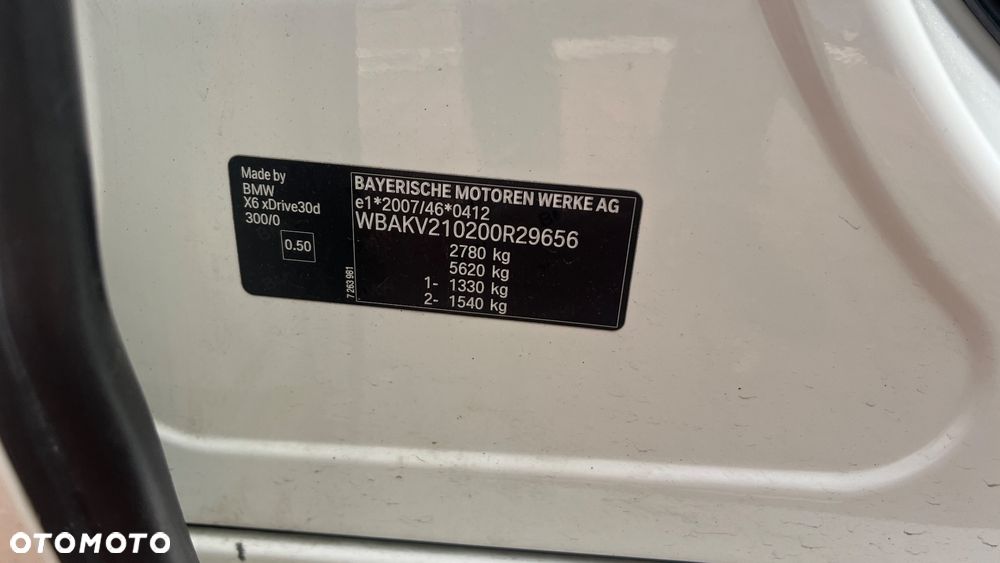 Made by
BMW
X6 xDrive30d
300/0
0.50
7 263 981
BAYERISCHE MOTOREN WERKE AG
e1*2007/46*0412
WBAKV210200R29656
2780 kg
5620 kg
1- 1330 kg
2- 1540 kg
OTOMOTO